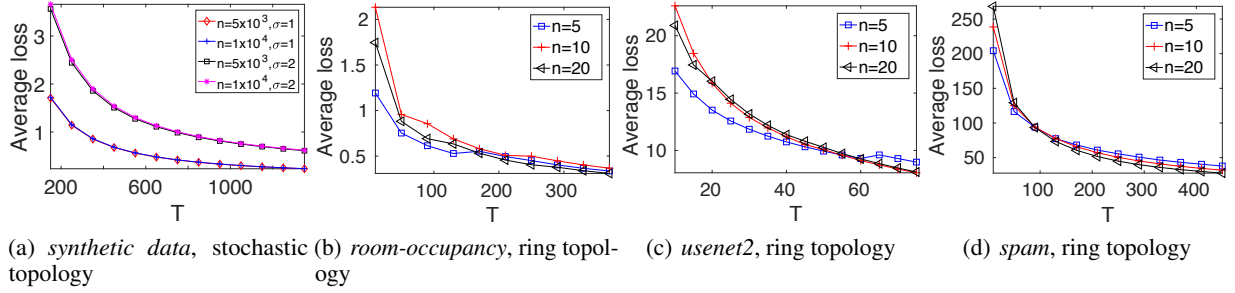 Average loss
3
2
1
200
600
1000
T
n=5x10³,σ=1
n=1x10⁴,σ=1
n=5x10³,σ=2
n=1x10⁴,σ=2
(a) synthetic data, stochastic
topology
Average loss
2
1.5
1
0.5
100
200
300
T
n=5
n=10
n=20
(b) room-occupancy, ring topol-
ogy
Average loss
20
15
10
20
40
60
T
n=5
n=10
n=20
(c) usenet2, ring topology
Average loss
250
200
150
100
50
100
200
300
400
T
n=5
n=10
n=20
(d) spam, ring topology